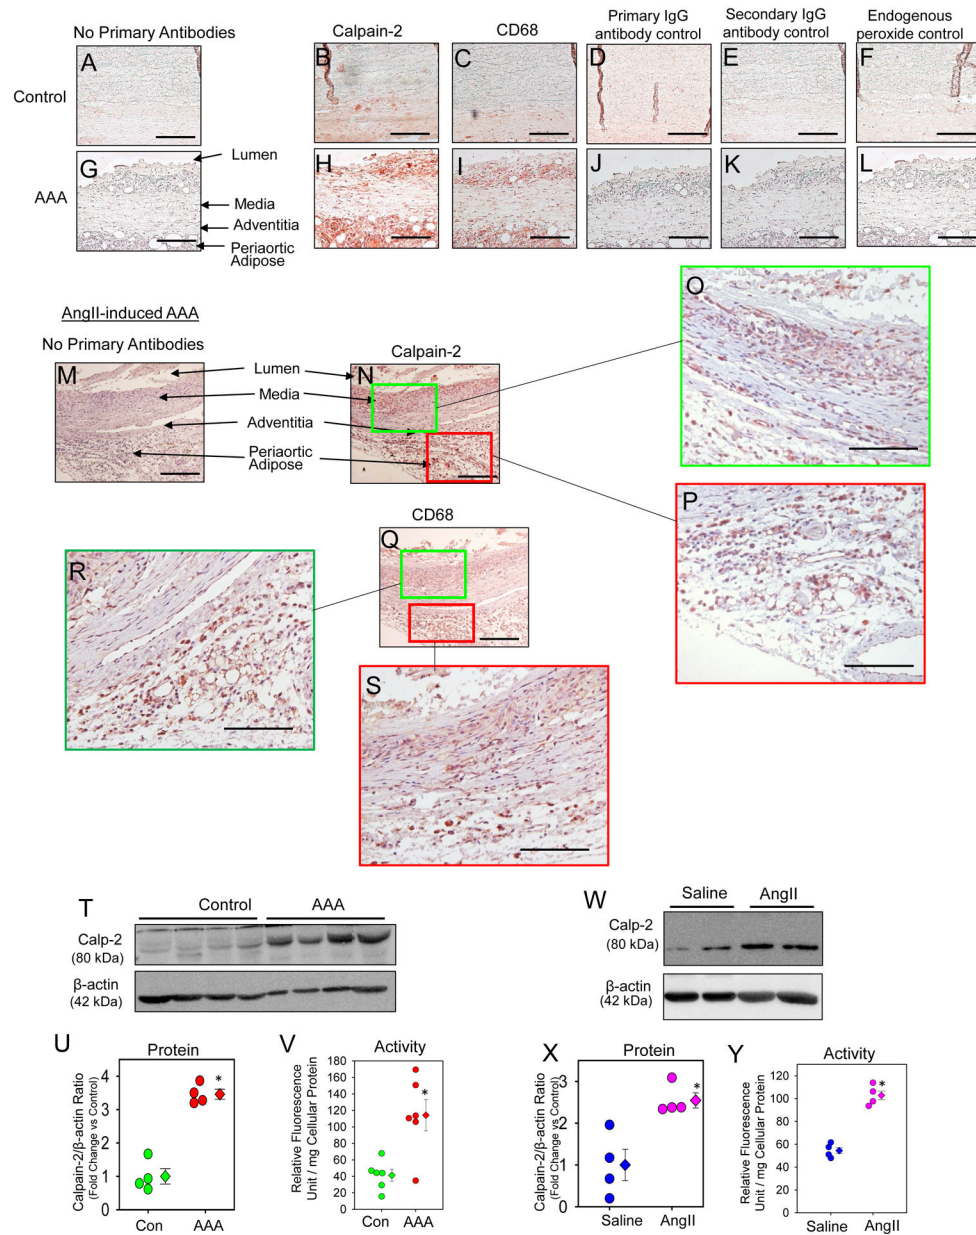 No Primary Antibodies
Calpain-2
CD68
Primary IgG
antibody control
Secondary IgG
antibody control
Endogenous
peroxide control
Control
A
B
C
D
E
F
AAA
G
H
I
J
K
L
Lumen
Media
Adventitia
Periaortic
Adipose
AngII-induced AAA
No Primary Antibodies
Calpain-2
M
N
O
P
Lumen
Media
Adventitia
Periaortic
Adipose
CD68
Q
R
S
T
Control
AAA
Calp-2
(80 kDa)
β-actin
(42 kDa)
W
Saline
AngII
Calp-2
(80 kDa)
β-actin
(42 kDa)
U
Protein
Calpain-2/β-actin Ratio
(Fold Change vs Control)
4
3
2
1
0
*
Con
AAA
V
Activity
Relative Fluorescence
Unit / mg Cellular Protein
180
160
140
120
100
80
60
40
20
0
*
Con
AAA
X
Protein
Calpain-2/β-actin Ratio
(Fold Change vs Control)
3
2
1
0
*
Saline
AngII
Y
Activity
Relative Fluorescence
Unit / mg Cellular Protein
120
100
80
60
40
20
0
*
Saline
AngII